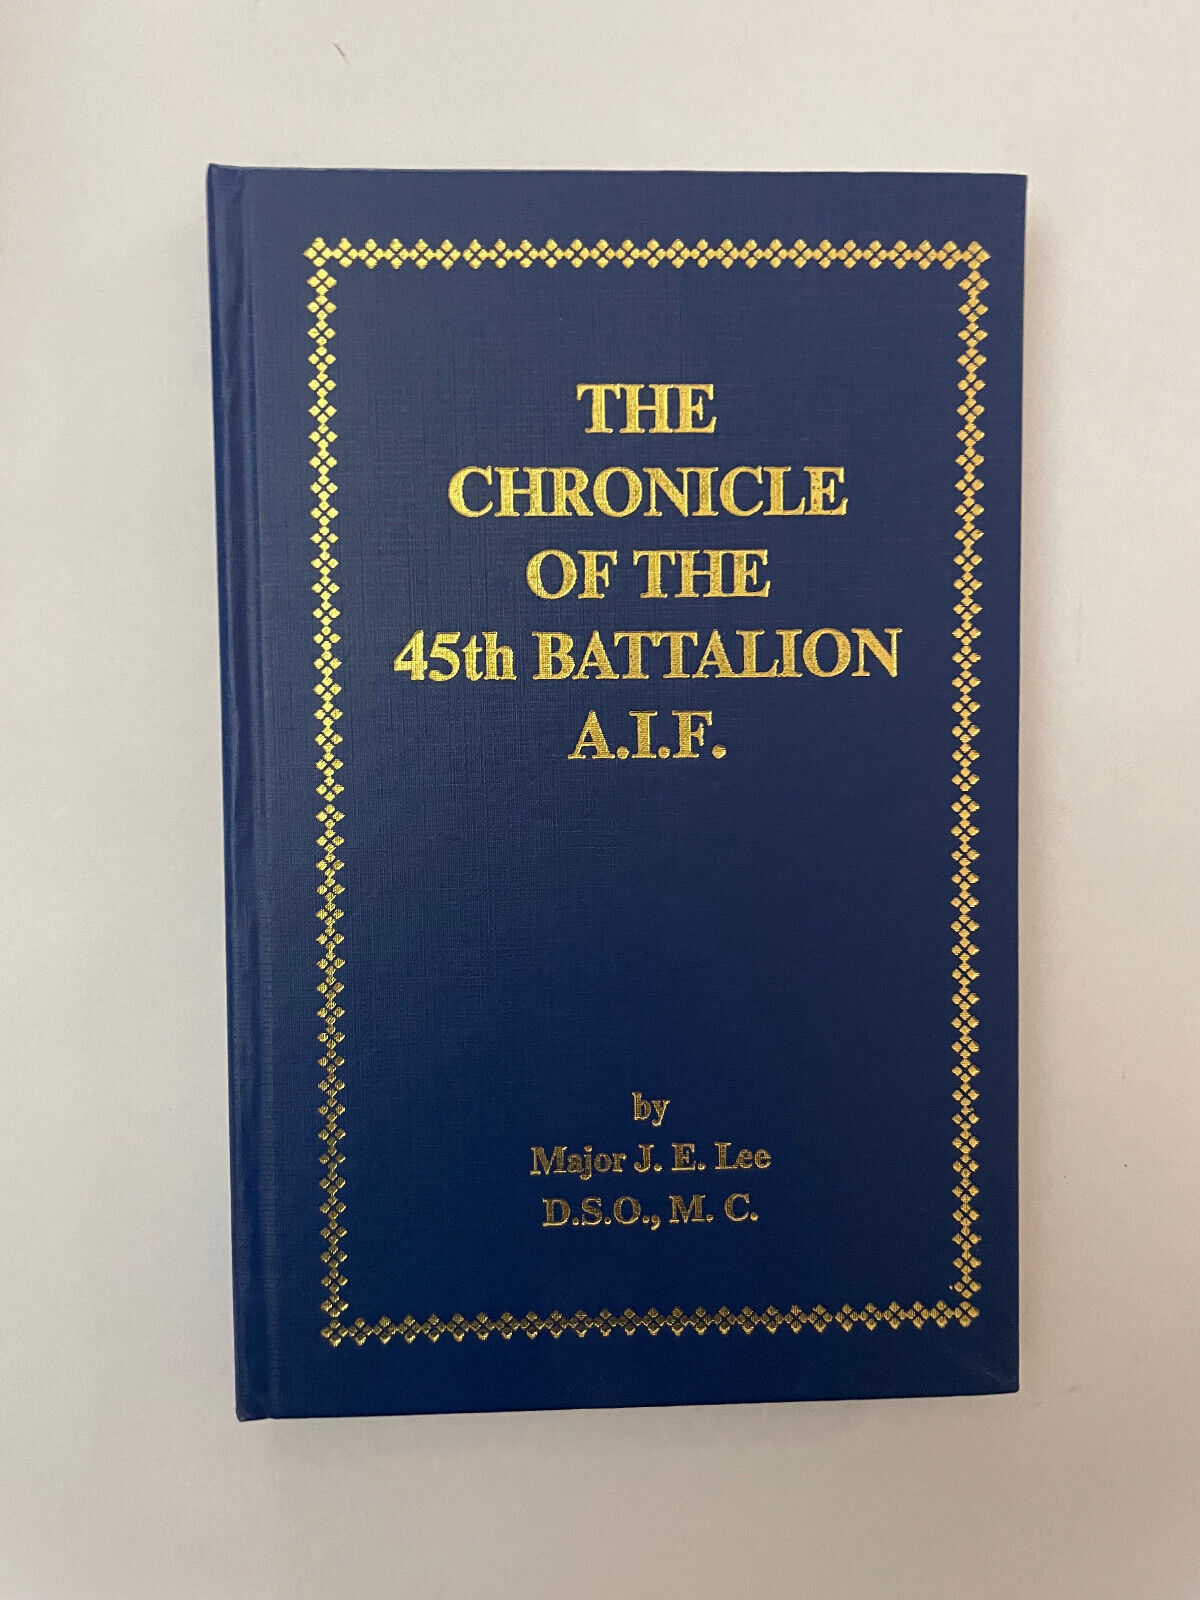 THE
CHRONICLE
OF THE
45th BATTALION
A.I.F.
by
Major J. E. Lee
D.S.O., M. C.